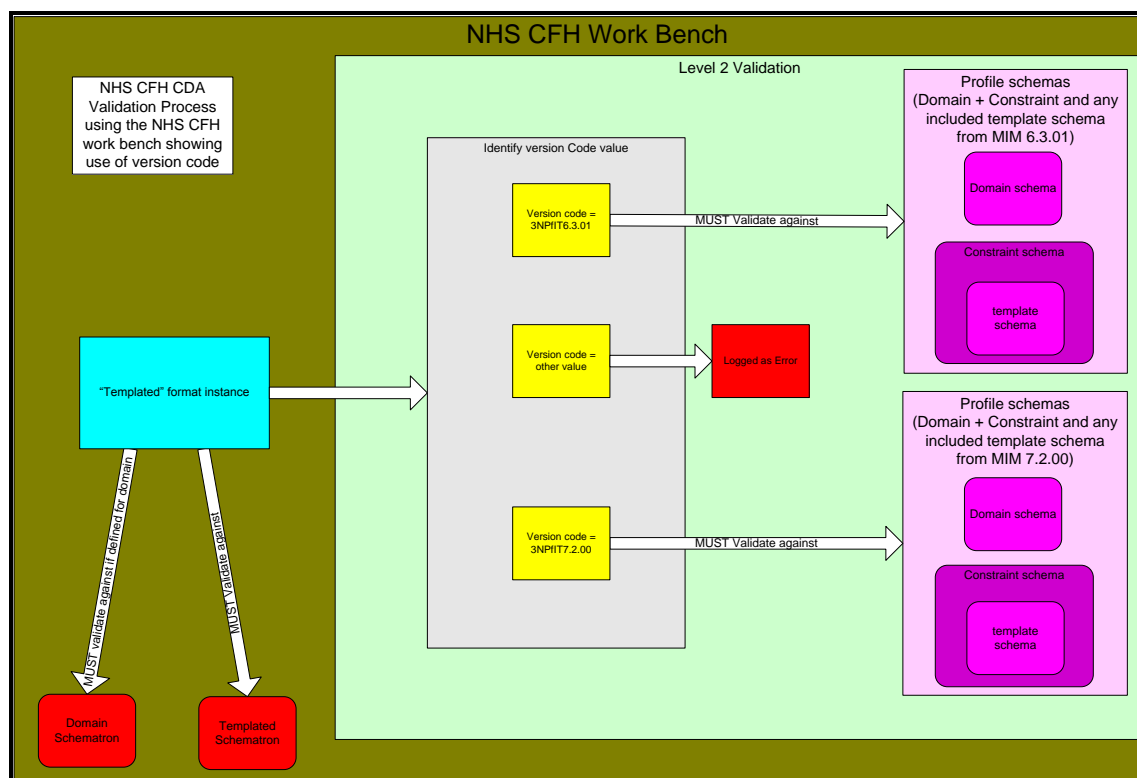 NHS CFH Work Bench
NHS CFH CDA
Validation Process
using the NHS CFH
work bench showing
use of version code
Level 2 Validation
Identify version Code value
Version code =
3NPfIT6.3.01
MUST Validate against
Profile schemas
(Domain + Constraint and any
included template schema
from MIM 6.3.01)
Domain schema
Constraint schema
template
schema
"Templated" format instance
Version code =
other value
Logged as Error
Version code =
3NPfIT7.2.00
MUST Validate against
Profile schemas
(Domain + Constraint and any
included template schema
from MIM 7.2.00)
Domain schema
Constraint schema
template
schema
MUST validate against if defined for domain
MUST Validate against
Domain
Schematron
Templated
Schematron